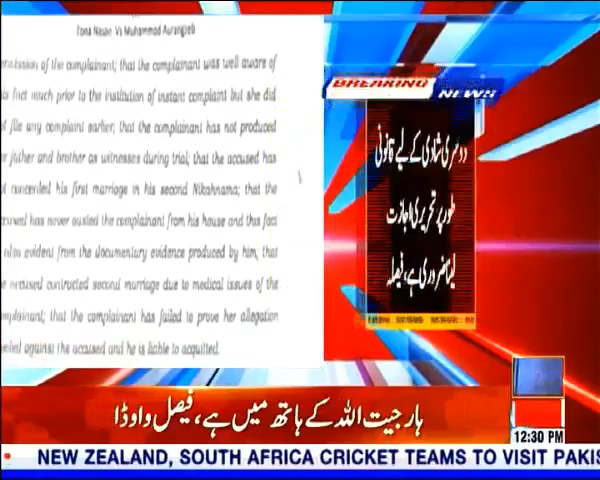 Vs Muhammad Aurangzeb
of the complainant; that the complainant was well aware of
fact much prior to the institution of instant complaint but she did
file any complaint earlier; that the complainant has not produced
father and brother as witnesses during trial; that the accused has
concealed his first marriage in his second Nikahnama; that the
has never ousted the complainant from his house and this fact
also evident from the documentary evidence produced by him, that
accused contracted second marriage due to medical issues of the
that the complainant has failed to prove her allegation
against the accused and he is liable to acquitted.
BREAKING NEWS
دوسری شادی کے لیے قانونی
طور پر تحریری اجازت
لینا ضروری ہے، فیصلہ
ہار جیت اللہ کے ہاتھ میں ہے، فیصل واوڈا
12:30 PM
NEW ZEALAND, SOUTH AFRICA CRICKET TEAMS TO VISIT PAKIS